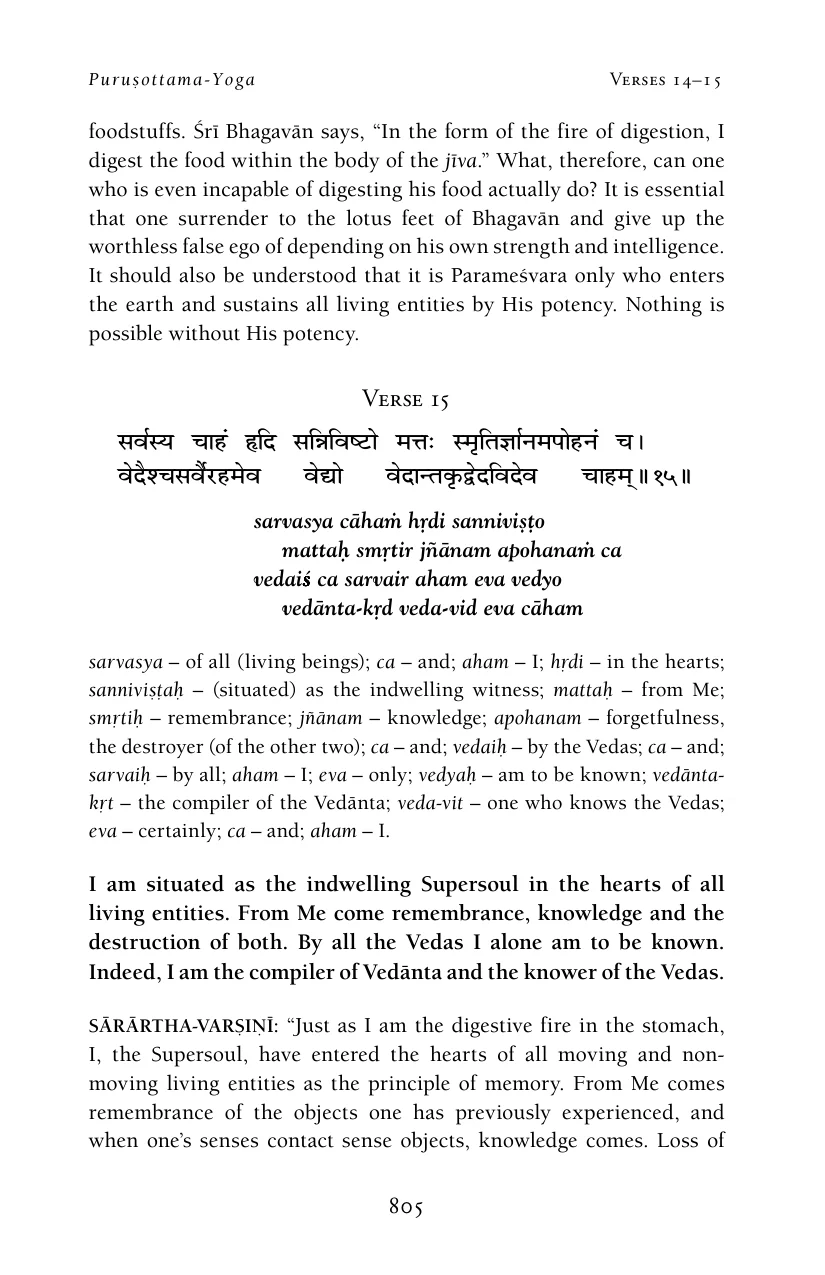 Puruṣottama-Yoga Verses 14–15
foodstuffs. Śrī Bhagavān says, “In the form of the fire of digestion, I
digest the food within the body of the jīva.” What, therefore, can one
who is even incapable of digesting his food actually do? It is essential
that one surrender to the lotus feet of Bhagavān and give up the
worthless false ego of depending on his own strength and intelligence.
It should also be understood that it is Parameśvara only who enters
the earth and sustains all living entities by His potency. Nothing is
possible without His potency.
Verse 15
सर्वस्य चाहं हृदि सन्निविष्टो मत्तः स्मृतिर्ज्ञानमपोहनं च।
वेदैश्चसर्वैरहमेव वेद्यो वेदान्तकृद्वेदविदेव चाहम्॥१५॥
sarvasya cāhaṁ hṛdi sanniviṣṭo
mattaḥ smṛtir jñānam apohanaṁ ca
vedaiś ca sarvair aham eva vedyo
vedānta-kṛd veda-vid eva cāham
sarvasya – of all (living beings); ca – and; aham – I; hṛdi – in the hearts;
sanniviṣṭaḥ – (situated) as the indwelling witness; mattaḥ – from Me;
smṛtiḥ – remembrance; jñānam – knowledge; apohanam – forgetfulness,
the destroyer (of the other two); ca – and; vedaiḥ – by the Vedas; ca – and;
sarvaiḥ – by all; aham – I; eva – only; vedyaḥ – am to be known; vedānta-
kṛt – the compiler of the Vedānta; veda-vit – one who knows the Vedas;
eva – certainly; ca – and; aham – I.
I am situated as the indwelling Supersoul in the hearts of all
living entities. From Me come remembrance, knowledge and the
destruction of both. By all the Vedas I alone am to be known.
Indeed, I am the compiler of Vedānta and the knower of the Vedas.
SĀRĀRTHA-VARṢIṆĪ: “Just as I am the digestive fire in the stomach,
I, the Supersoul, have entered the hearts of all moving and non-
moving living entities as the principle of memory. From Me comes
remembrance of the objects one has previously experienced, and
when one’s senses contact sense objects, knowledge comes. Loss of
805